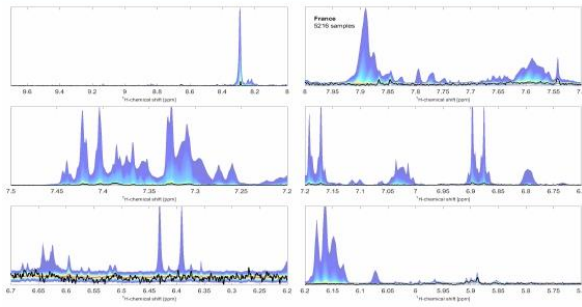 France
5216 samples
9.6 9.4 9.2 9 8.8 8.6 8.4 8.2 8
¹H-chemical shift (ppm)
8 7.95 7.9 7.85 7.8 7.75 7.7 7.65 7.6 7.55
¹H-chemical shift (ppm)
7.5 7.45 7.4 7.35 7.3 7.25 7.2
¹H-chemical shift (ppm)
7.2 7.15 7.1 7.05 7 6.95 6.9 6.85 6.8 6.75
¹H-chemical shift (ppm)
6.7 6.65 6.6 6.55 6.5 6.45 6.4 6.35 6.3 6.25 6.2
¹H-chemical shift (ppm)
6.2 6.15 6.1 6.05 6 5.95 5.9 5.85 5.8
¹H-chemical shift (ppm)